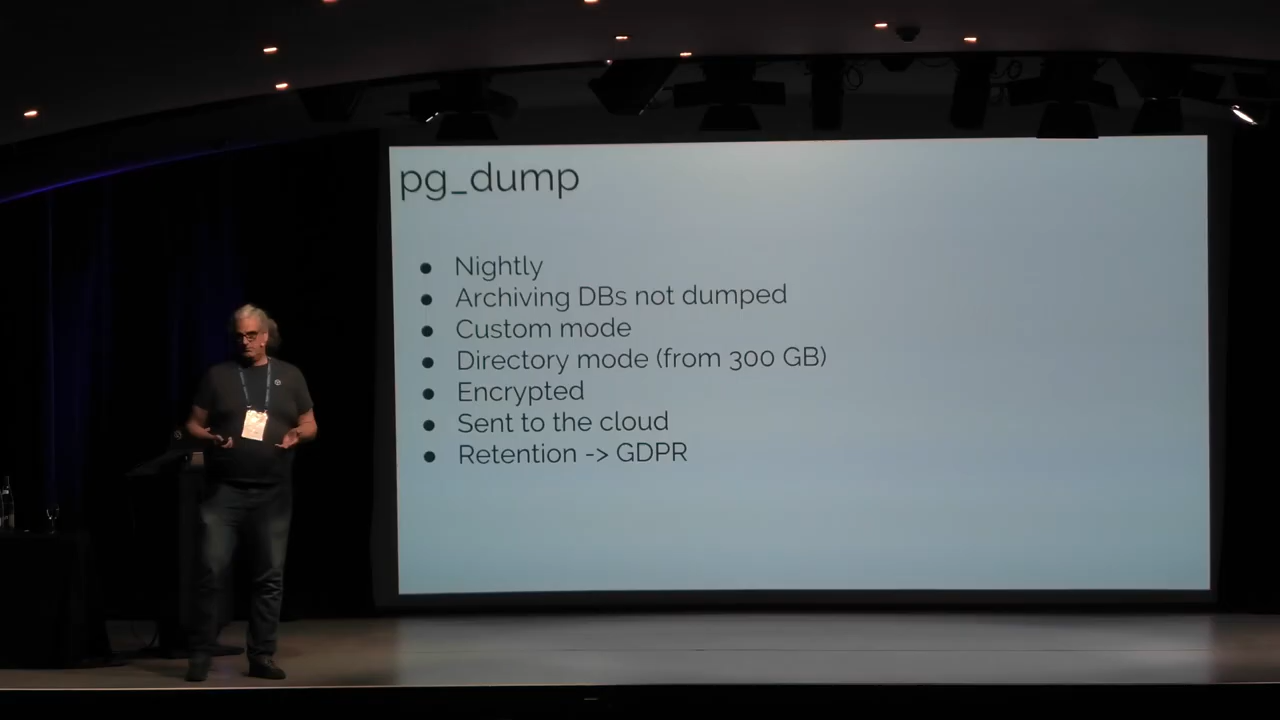 pg_dump
● Nightly
● Archiving DBs not dumped
● Custom mode
● Directory mode (from 300 GB)
● Encrypted
● Sent to the cloud
● Retention -> GDPR